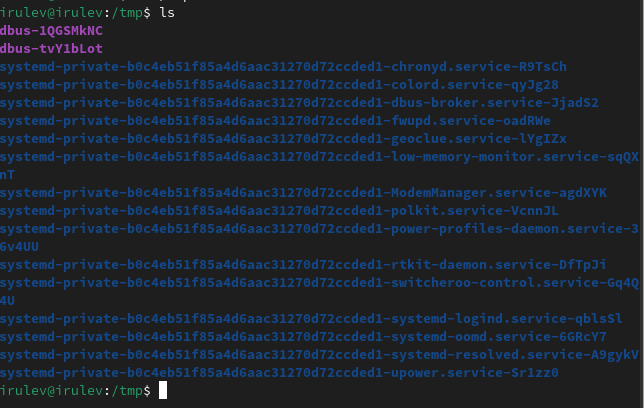 irulev@irulev:/tmp$ ls
dbus-1QGSMkNC
dbus-tvY1bLot
systemd-private-b0c4eb51f85a4d6aac31270d72ccded1-chronyd.service-R9TsCh
systemd-private-b0c4eb51f85a4d6aac31270d72ccded1-colord.service-qyJg28
systemd-private-b0c4eb51f85a4d6aac31270d72ccded1-dbus-broker.service-JjadS2
systemd-private-b0c4eb51f85a4d6aac31270d72ccded1-fwupd.service-oadRWe
systemd-private-b0c4eb51f85a4d6aac31270d72ccded1-geoclue.service-lYgIZx
systemd-private-b0c4eb51f85a4d6aac31270d72ccded1-low-memory-monitor.service-sqQX
nT
systemd-private-b0c4eb51f85a4d6aac31270d72ccded1-ModemManager.service-agdXYK
systemd-private-b0c4eb51f85a4d6aac31270d72ccded1-polkit.service-VcnnJL
systemd-private-b0c4eb51f85a4d6aac31270d72ccded1-power-profiles-daemon.service-3
6v4UU
systemd-private-b0c4eb51f85a4d6aac31270d72ccded1-rtkit-daemon.service-DfTpJi
systemd-private-b0c4eb51f85a4d6aac31270d72ccded1-switcheroo-control.service-Gq4Q
4U
systemd-private-b0c4eb51f85a4d6aac31270d72ccded1-systemd-logind.service-qblsSl
systemd-private-b0c4eb51f85a4d6aac31270d72ccded1-systemd-oomd.service-6GRcY7
systemd-private-b0c4eb51f85a4d6aac31270d72ccded1-systemd-resolved.service-A9gykV
systemd-private-b0c4eb51f85a4d6aac31270d72ccded1-upower.service-Sr1zz0
irulev@irulev:/tmp$